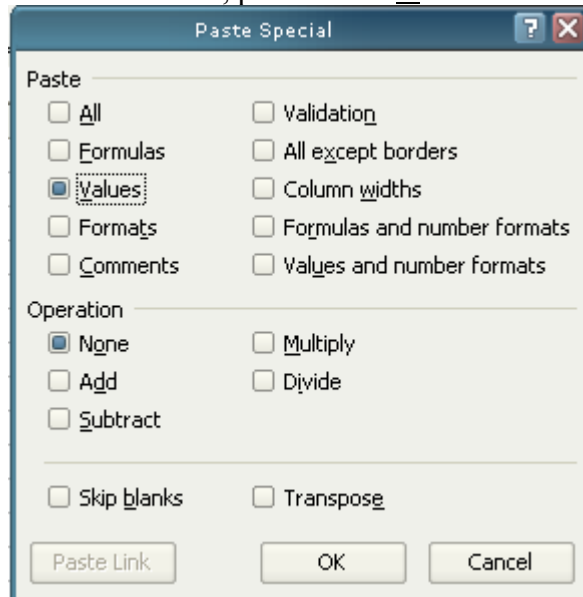 Paste Special
Paste
All
Validation
Formulas
All except borders
Values
Column widths
Formats
Formulas and number formats
Comments
Values and number formats
Operation
None
Multiply
Add
Divide
Subtract
Skip blanks
Transpose
Paste Link
OK
Cancel